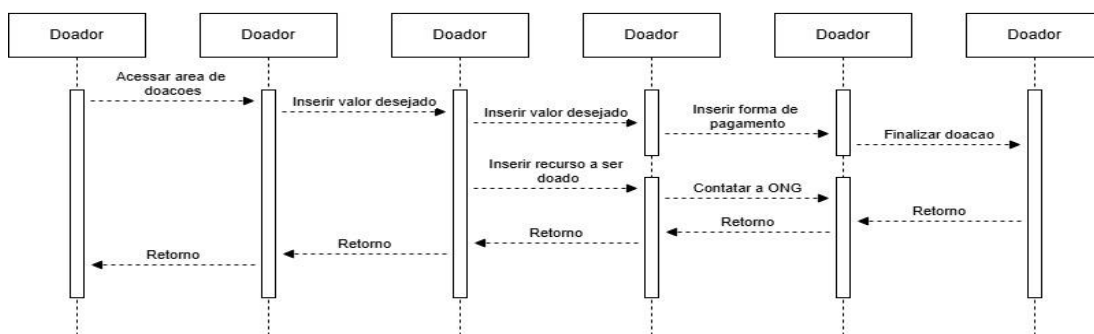 Doador
Doador
Doador
Doador
Doador
Doador
Acessar area de
doacoes
Inserir valor desejado
Inserir valor desejado
Inserir forma de
pagamento
Finalizar doacao
Inserir recurso a ser
doado
Contatar a ONG
Retorno
Retorno
Retorno
Retorno
Retorno